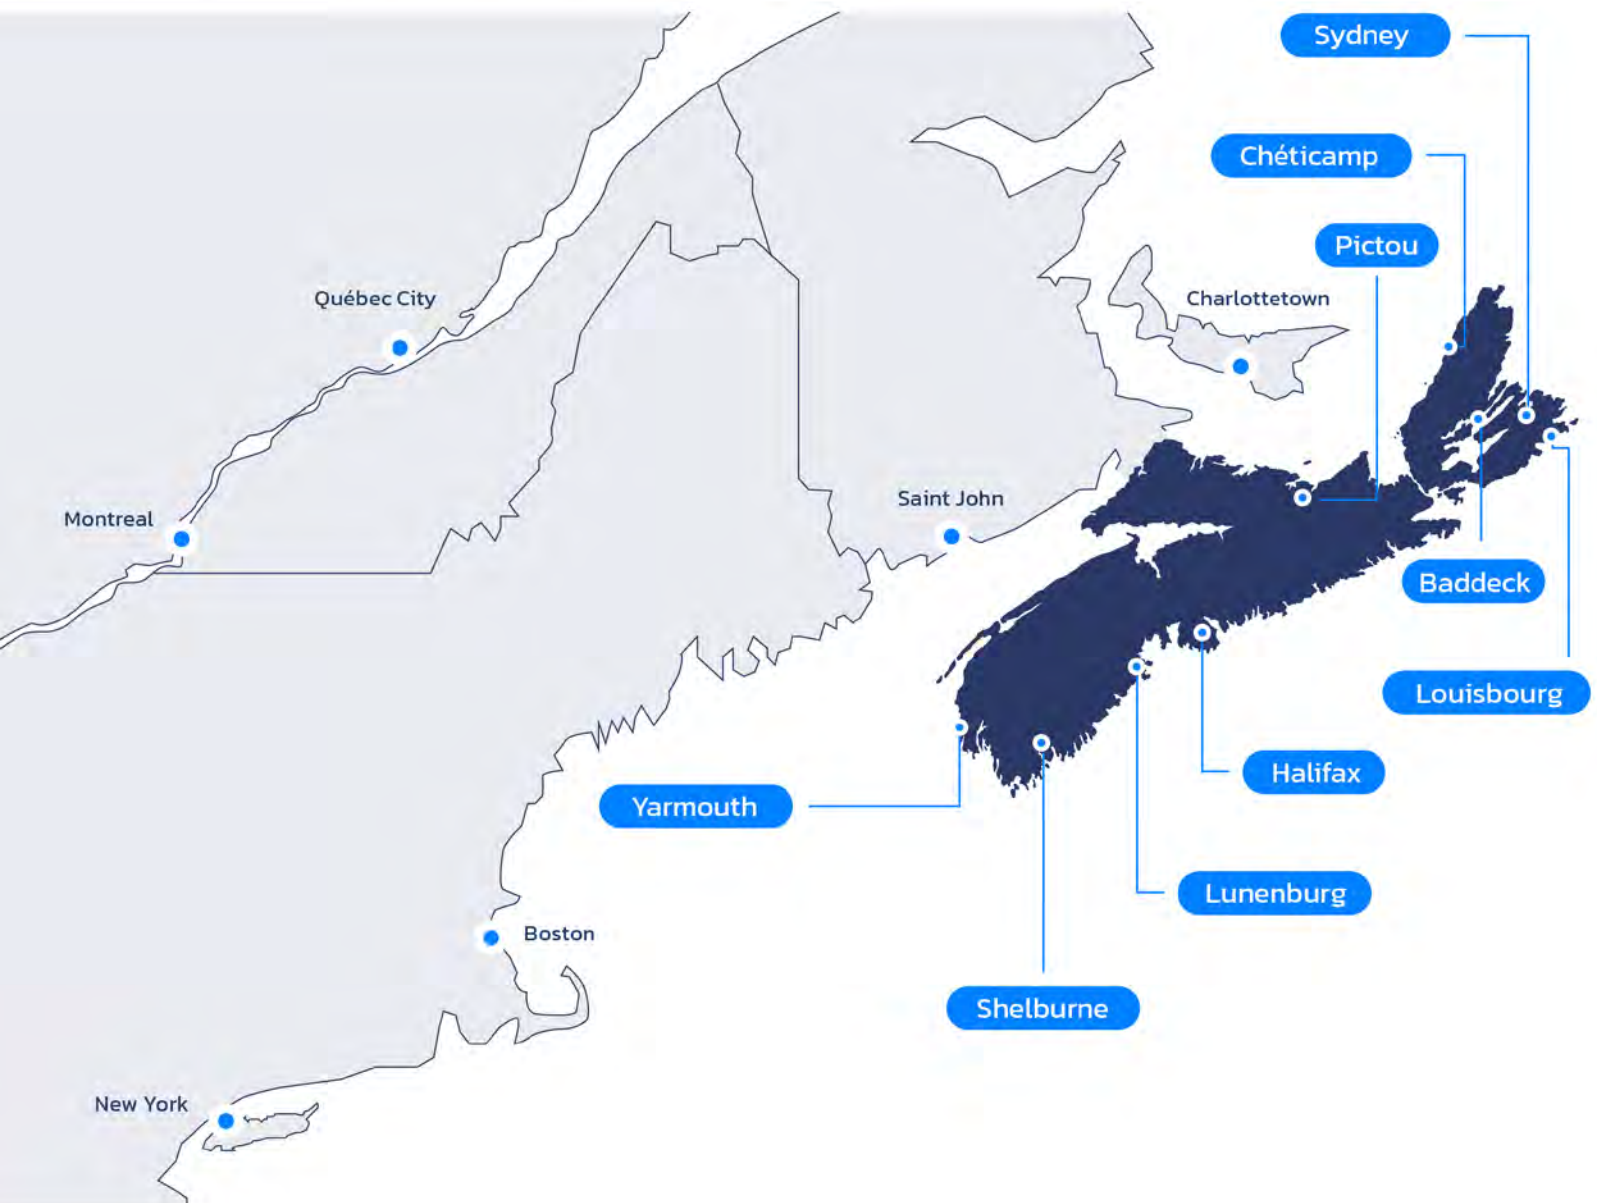 Sydney
Chéticamp
Pictou
Québec City
Charlottetown
Montreal
Saint John
Baddeck
Louisbourg
Halifax
Yarmouth
Lunenburg
Boston
Shelburne
New York